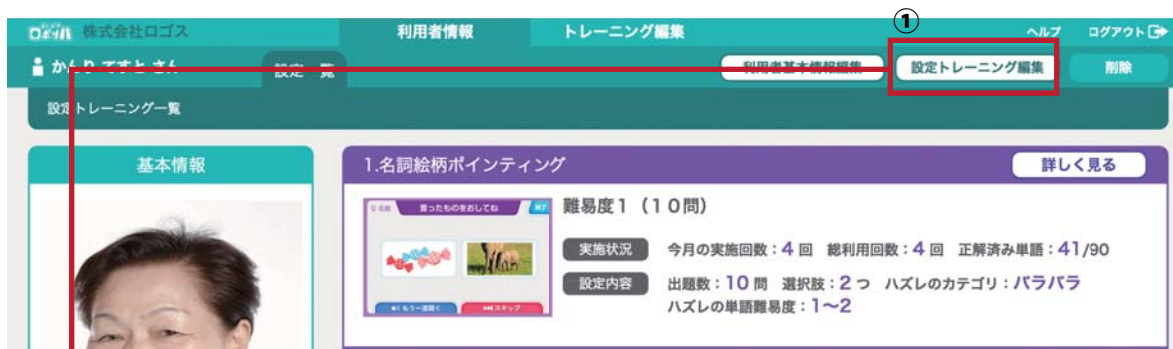 ①
ロゴリハ 株式会社ロゴス 利用者情報 トレーニング編集 ヘルプ ログアウト
かんり てすと さん 設定一覧 利用者基本情報編集 設定トレーニング編集 削除
設定トレーニング一覧
基本情報
1.名詞絵柄ポインティング 詳しく見る
言ったものをおしてね 終了
難易度1（10問）
実施状況 今月の実施回数：4 回 総利用回数：4 回 正解済み単語：41/90
設定内容 出題数：10 問 選択肢：2 つ ハズレのカテゴリ：バラバラ
ハズレの単語難易度：1〜2
もう一度聞く スキップ